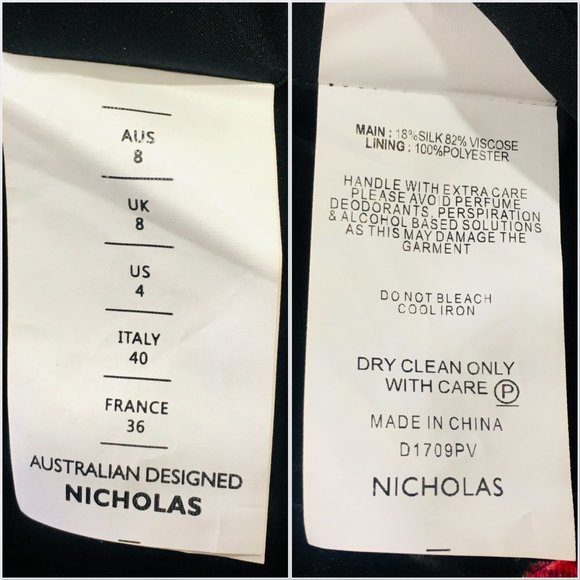 AUS
8
UK
8
US
4
ITALY
40
FRANCE
36
AUSTRALIAN DESIGNED
NICHOLAS
MAIN : 18%SILK 82% VISCOSE
LINING : 100%POLYESTER
HANDLE WITH EXTRA CARE
PLEASE AVOID PERFUME
DEODORANTS, PERSPIRATION
& ALCOHOL BASED SOLUTIONS
AS THIS MAY DAMAGE THE
GARMENT
DO NOT BLEACH
COOL IRON
DRY CLEAN ONLY
WITH CARE P
MADE IN CHINA
D1709PV
NICHOLAS